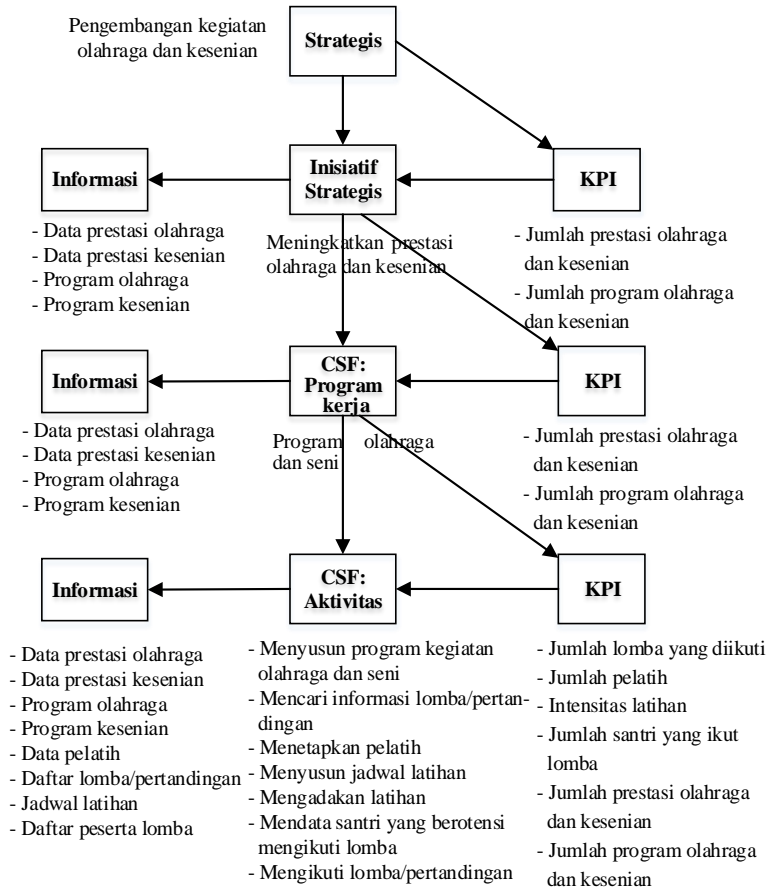 Pengembangan kegiatan
olahraga dan kesenian
Strategis
Informasi
Inisiatif
Strategis
KPI
- Data prestasi olahraga
- Data prestasi kesenian
- Program olahraga
- Program kesenian
Meningkatkan prestasi
olahraga dan kesenian
- Jumlah prestasi olahraga
dan kesenian
- Jumlah program olahraga
dan kesenian
Informasi
CSF:
Program
kerja
KPI
- Data prestasi olahraga
- Data prestasi kesenian
- Program olahraga
- Program kesenian
Program olahraga
dan seni
- Jumlah prestasi olahraga
dan kesenian
- Jumlah program olahraga
dan kesenian
Informasi
CSF:
Aktivitas
KPI
- Data prestasi olahraga
- Data prestasi kesenian
- Program olahraga
- Program kesenian
- Data pelatih
- Daftar lomba/pertandingan
- Jadwal latihan
- Daftar peserta lomba
- Menyusun program kegiatan
olahraga dan seni
- Mencari informasi lomba/pertan-
dingan
- Menetapkan pelatih
- Menyusun jadwal latihan
- Mengadakan latihan
- Mendata santri yang berotensi
mengikuti lomba
- Mengikuti lomba/pertandingan
- Jumlah lomba yang diikuti
- Jumlah pelatih
- Intensitas latihan
- Jumlah santri yang ikut
lomba
- Jumlah prestasi olahraga
dan kesenian
- Jumlah program olahraga
dan kesenian